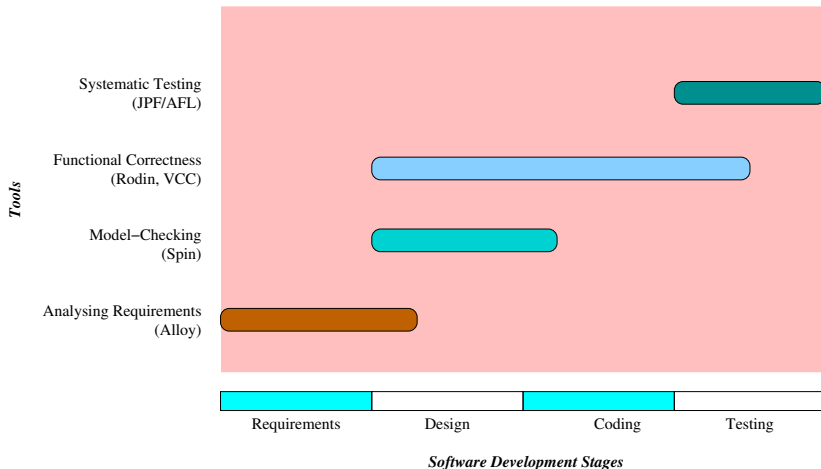 Systematic Testing
(JPF/AFL)
Functional Correctness
(Rodin, VCC)
Tools
Model−Checking
(Spin)
Analysing Requirements
(Alloy)
Requirements
Design
Coding
Testing
Software Development Stages